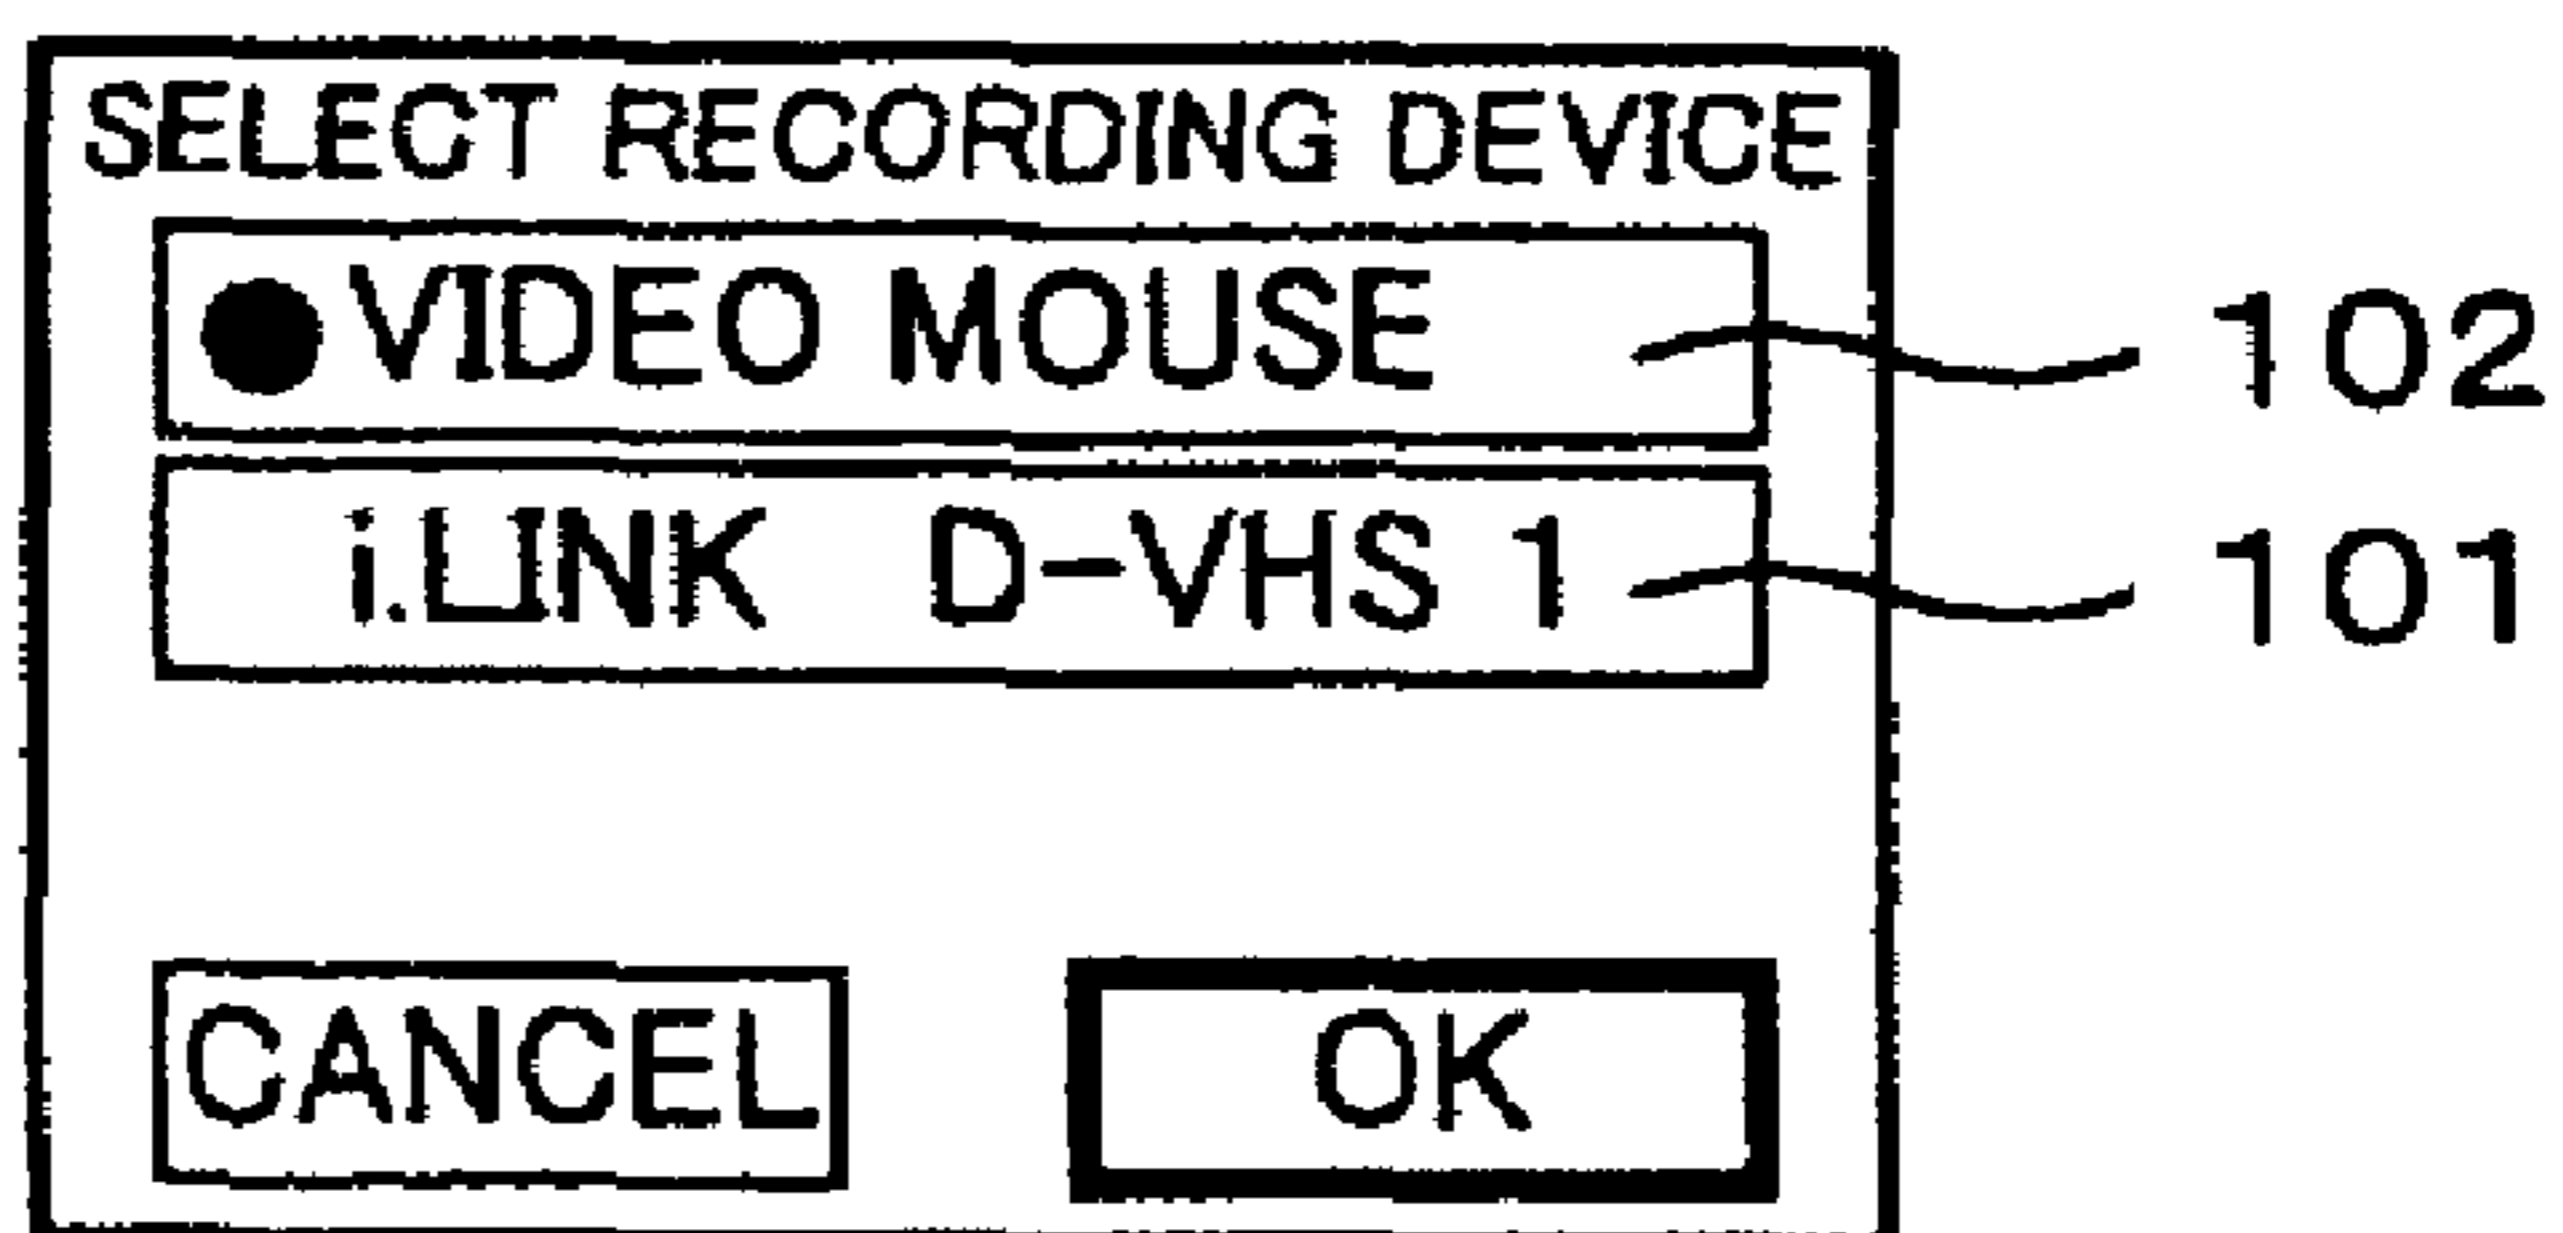 SELECT RECORDING DEVICE
●VIDEO MOUSE 102
i.LINK D-VHS 1 101
CANCEL OK